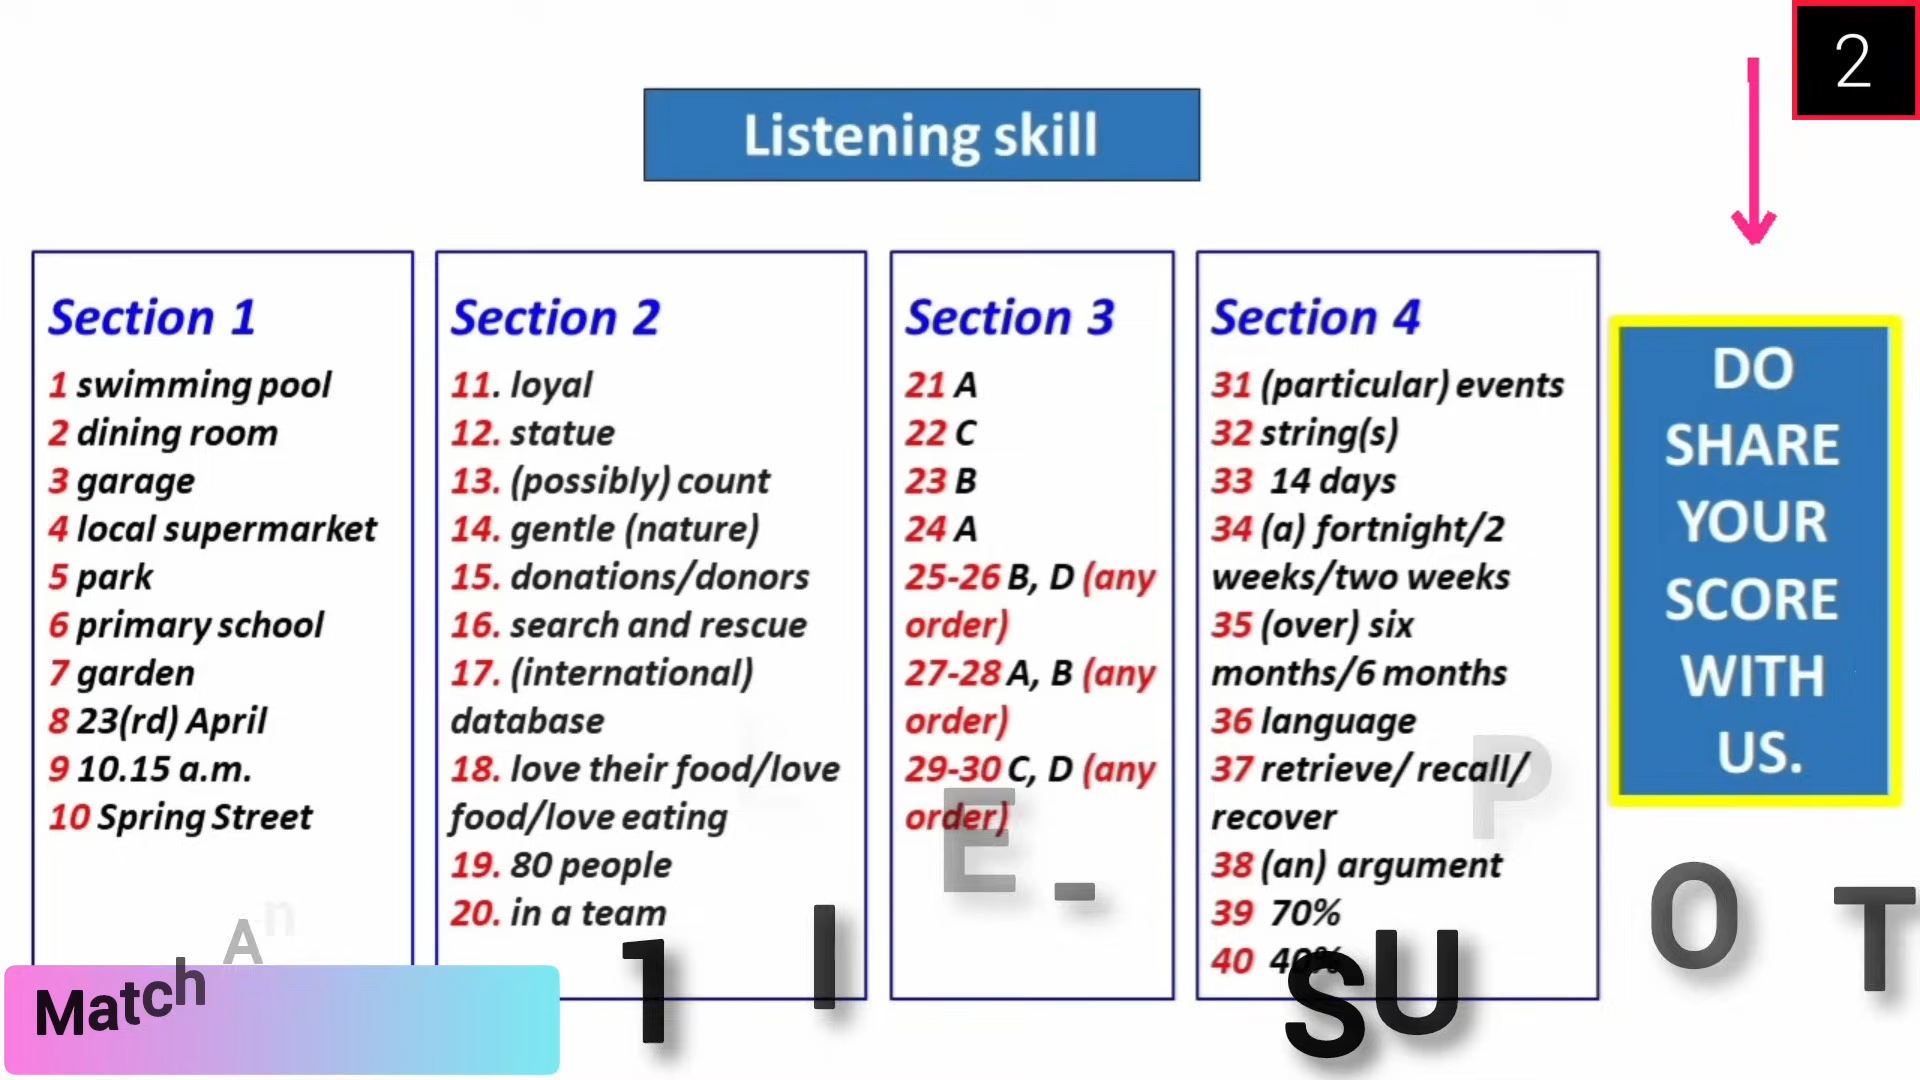 2
Listening skill
Section 1
1 swimming pool
2 dining room
3 garage
4 local supermarket
5 park
6 primary school
7 garden
8 23(rd) April
9 10.15 a.m.
10 Spring Street
Section 2
11. loyal
12. statue
13. (possibly) count
14. gentle (nature)
15. donations/donors
16. search and rescue
17. (international)
database
18. love their food/love
food/love eating
19. 80 people
20. in a team
Section 3
21 A
22 C
23 B
24 A
25-26 B, D (any
order)
27-28 A, B (any
order)
29-30 C, D (any
order)
Section 4
31 (particular) events
32 string(s)
33 14 days
34 (a) fortnight/2
weeks/two weeks
35 (over) six
months/6 months
36 language
37 retrieve/ recall/
recover
38 (an) argument
39 70%
40 40%
DO
SHARE
YOUR
SCORE
WITH
US.
Match An
1 I E - SU P O T